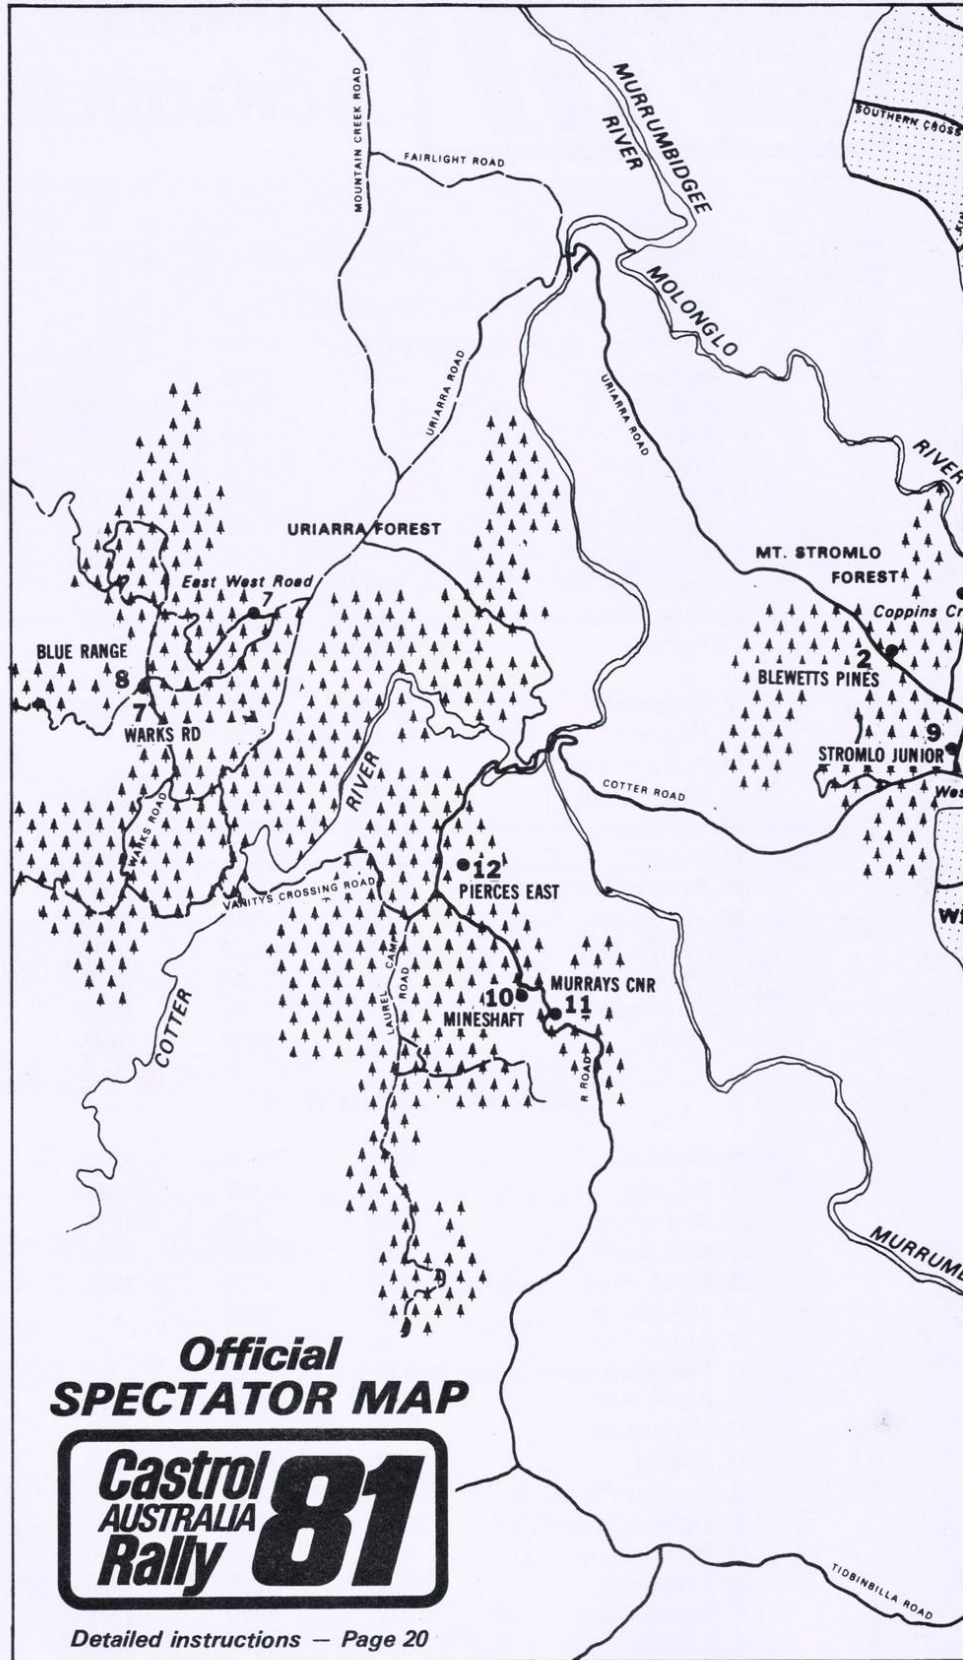 MOUNTAIN CREEK ROAD
FAIRLIGHT ROAD
MURRUMBIDGEE
RIVER
SOUTHERN CROSS
MOLONGLO
RIVER
URIARRA ROAD
URIARRA ROAD
URIARRA FOREST
MT. STROMLO
FOREST
East West Road
7
Coppins Cr
BLUE RANGE
8
7
WARKS RD
2
BLEWETTS PINES
9
STROMLO JUNIOR
Wes
RIVER
COTTER ROAD
WARKS ROAD
12
PIERCES EAST
VANITYS CROSSING ROAD
LAUREL CAMP
ROAD
MURRAYS CNR
10
11
MINESHAFT
R ROAD
COTTER
MURRUMB
Official
SPECTATOR MAP
Castrol
AUSTRALIA
Rally
81
TIDBINBILLA ROAD
Detailed instructions — Page 20